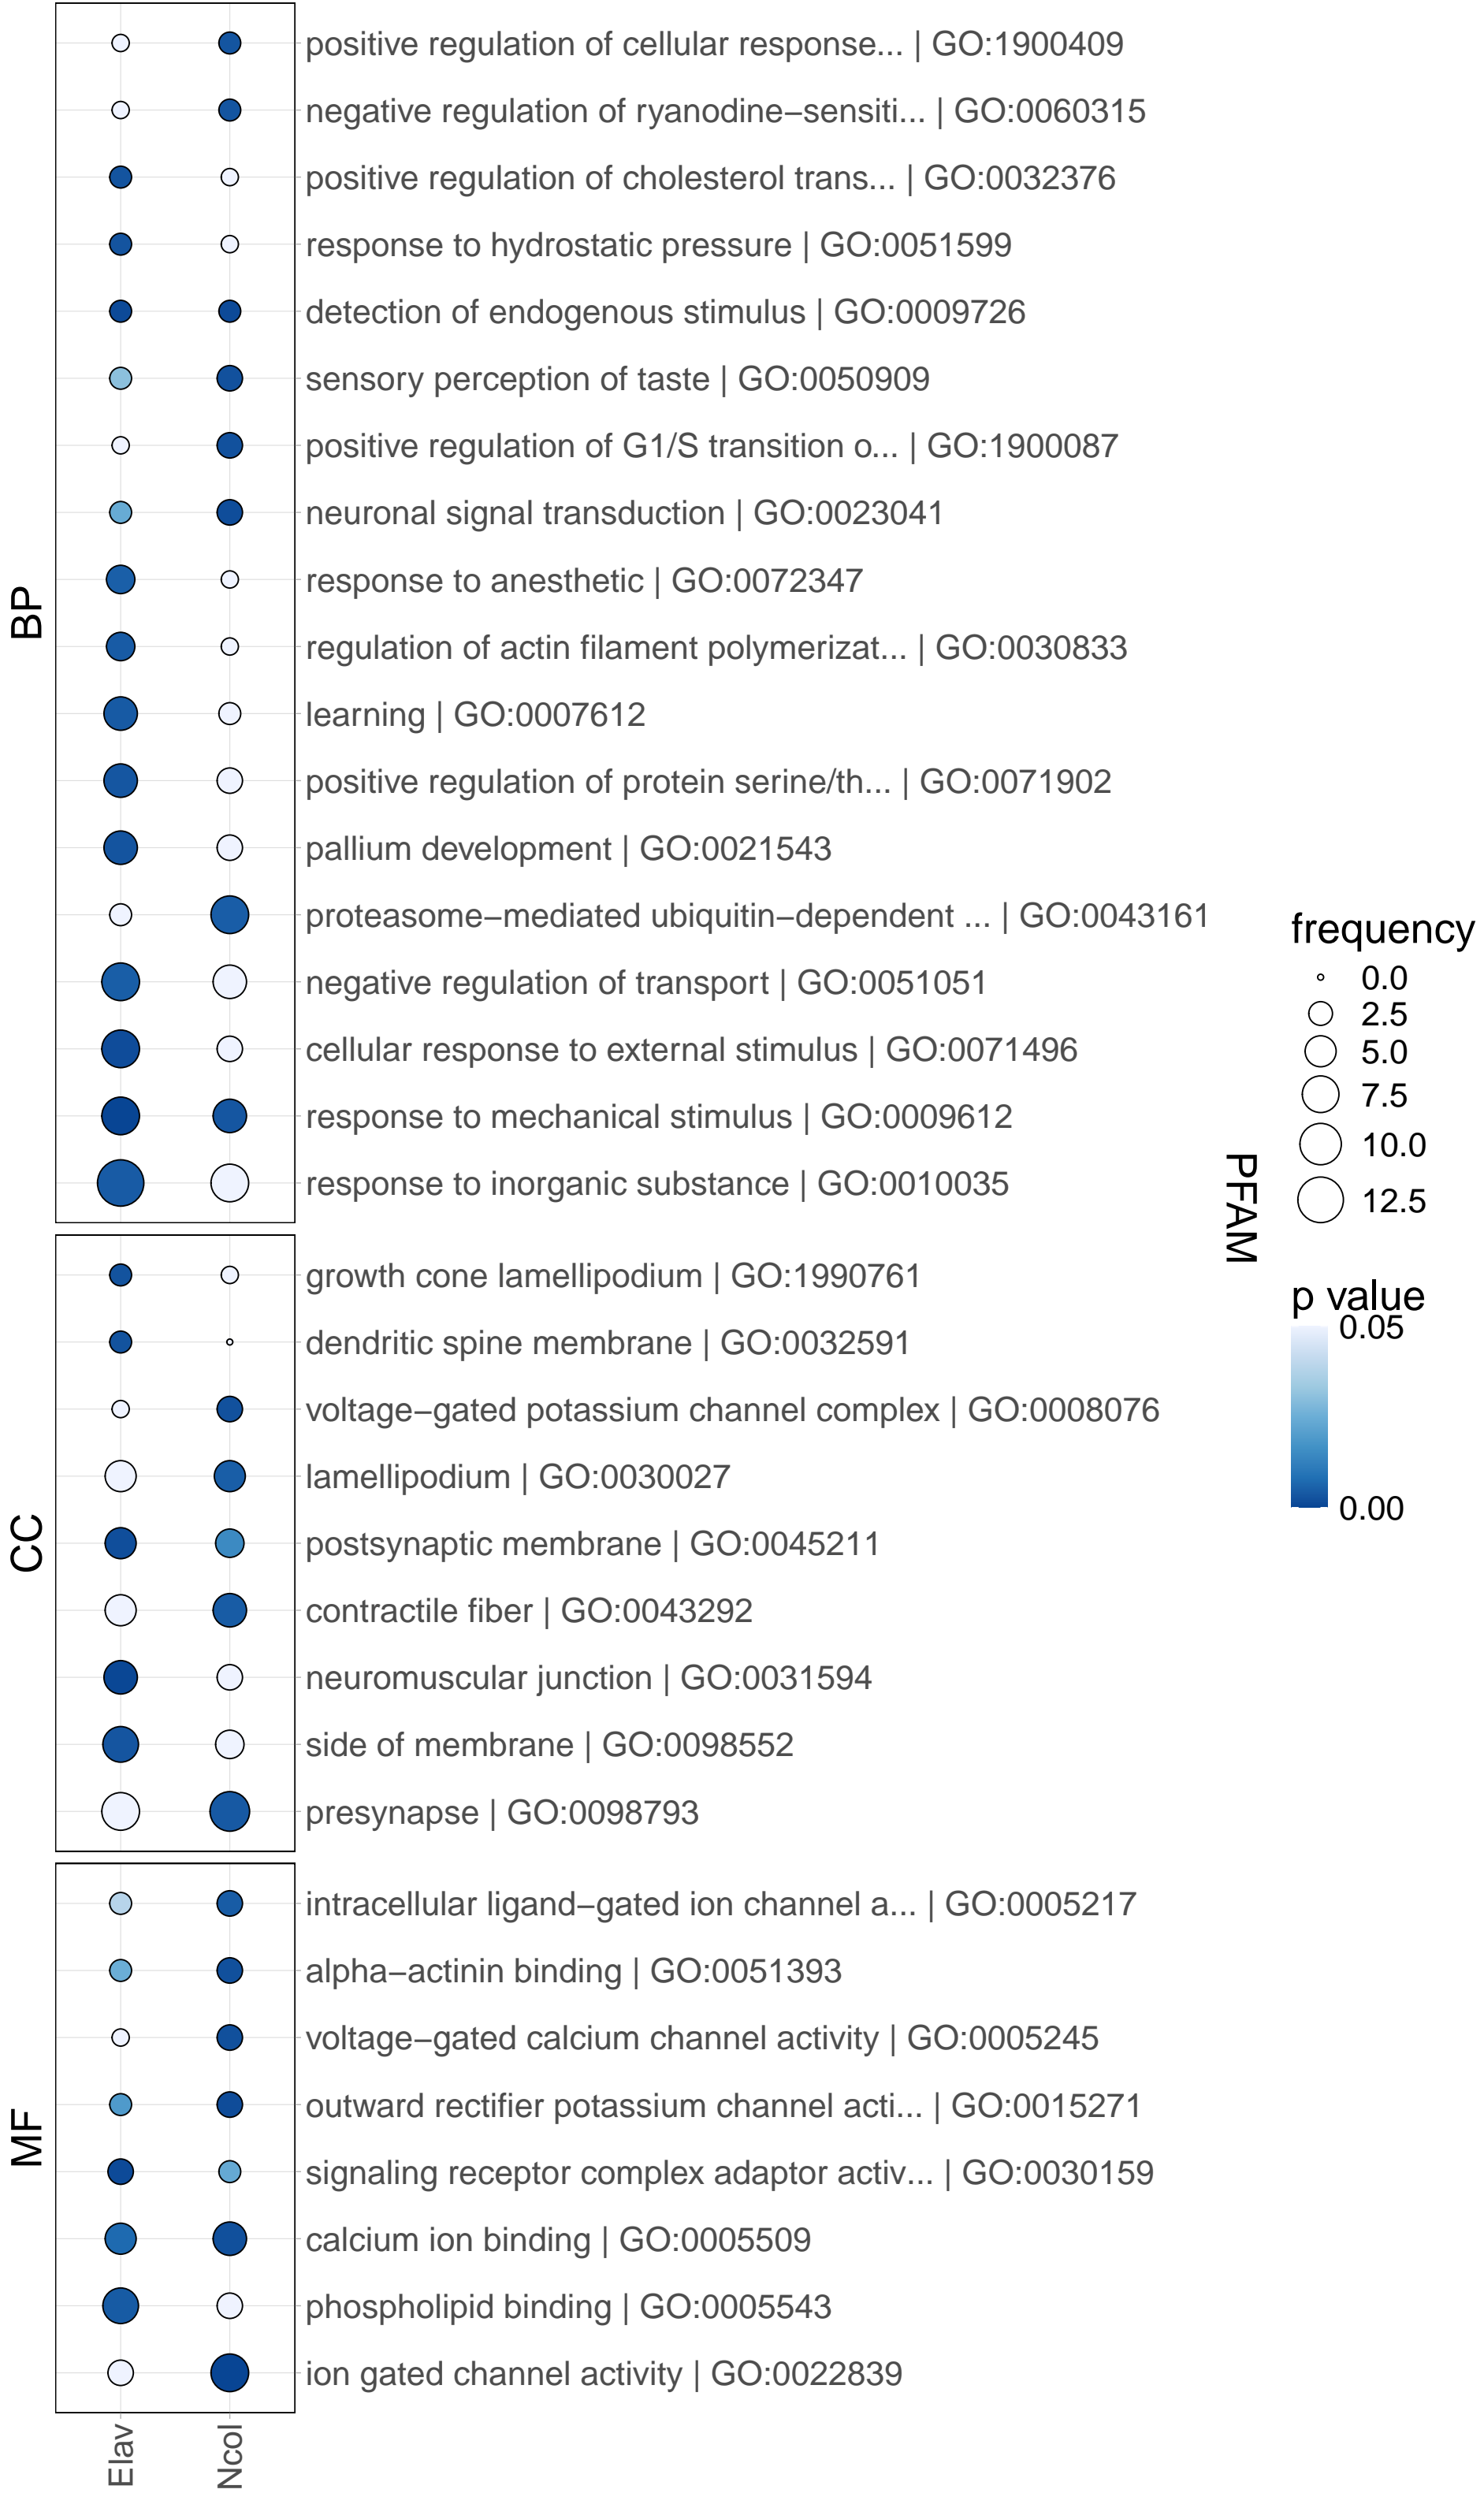 BP
positive regulation of cellular response... | GO:1900409
negative regulation of ryanodine−sensiti... | GO:0060315
positive regulation of cholesterol trans... | GO:0032376
response to hydrostatic pressure | GO:0051599
detection of endogenous stimulus | GO:0009726
sensory perception of taste | GO:0050909
positive regulation of G1/S transition o... | GO:1900087
neuronal signal transduction | GO:0023041
response to anesthetic | GO:0072347
regulation of actin filament polymerizat... | GO:0030833
learning | GO:0007612
positive regulation of protein serine/th... | GO:0071902
pallium development | GO:0021543
proteasome−mediated ubiquitin−dependent ... | GO:0043161
negative regulation of transport | GO:0051051
cellular response to external stimulus | GO:0071496
response to mechanical stimulus | GO:0009612
response to inorganic substance | GO:0010035
CC
growth cone lamellipodium | GO:1990761
dendritic spine membrane | GO:0032591
voltage−gated potassium channel complex | GO:0008076
lamellipodium | GO:0030027
postsynaptic membrane | GO:0045211
contractile fiber | GO:0043292
neuromuscular junction | GO:0031594
side of membrane | GO:0098552
presynapse | GO:0098793
MF
intracellular ligand−gated ion channel a... | GO:0005217
alpha−actinin binding | GO:0051393
voltage−gated calcium channel activity | GO:0005245
outward rectifier potassium channel acti... | GO:0015271
signaling receptor complex adaptor activ... | GO:0030159
calcium ion binding | GO:0005509
phospholipid binding | GO:0005543
ion gated channel activity | GO:0022839
Elav
Ncol
PFAM
frequency
0.0
2.5
5.0
7.5
10.0
12.5
p value
0.05
0.00